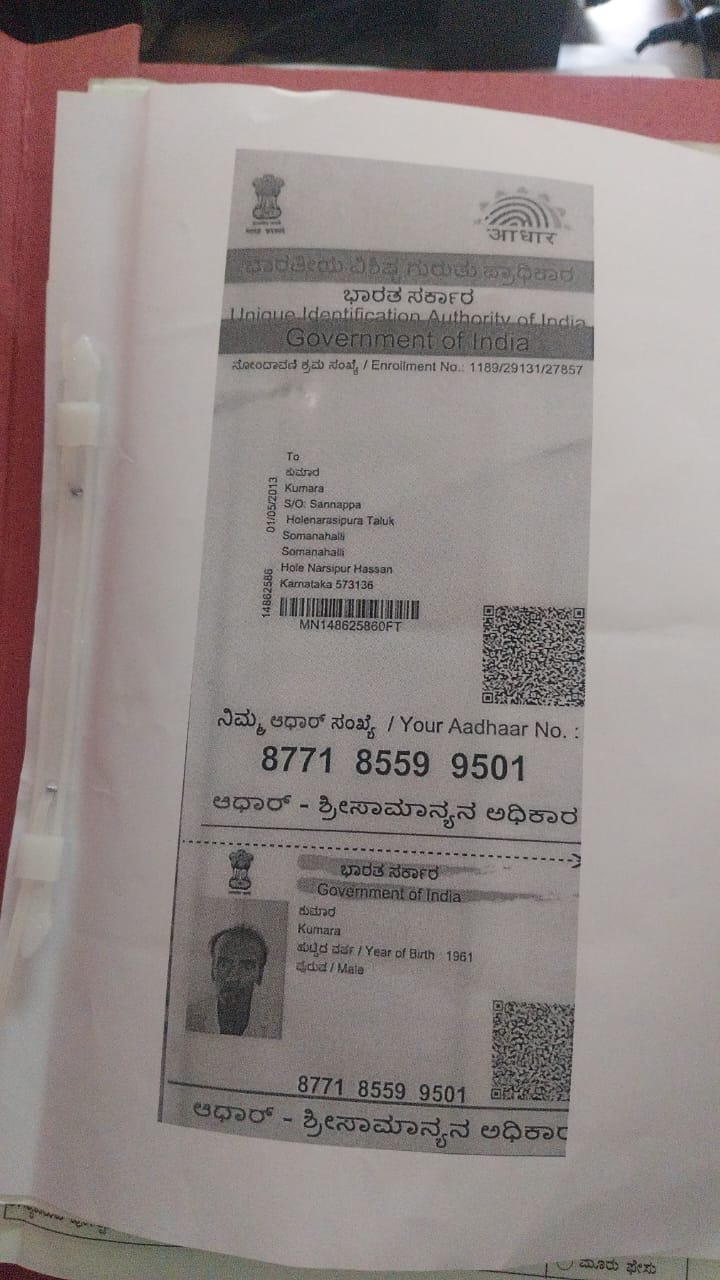 आधार
ಭಾರತೀಯ ವಿಶಿಷ್ಟ ಗುರುತು ಪ್ರಾಧಿಕಾರ
ಭಾರತ ಸರ್ಕಾರ
Unique Identification Authority of India
Government of India
ನೋಂದಾವಣಿ ಕ್ರಮ ಸಂಖ್ಯೆ / Enrollment No.: 1189/29131/27857
To
ಕುಮಾರ
Kumara
S/O: Sannappa
Holenarasipura Taluk
Somanahalli
Somanahalli
Hole Narsipur Hassan
Karnataka 573136
01/05/2013
14862586
MN148625860FT
ನಿಮ್ಮ ಆಧಾರ್ ಸಂಖ್ಯೆ / Your Aadhaar No. :
8771 8559 9501
ಆಧಾರ್ - ಶ್ರೀಸಾಮಾನ್ಯನ ಅಧಿಕಾರ
ಭಾರತ ಸರ್ಕಾರ
Government of India
ಕುಮಾರ
Kumara
ಹುಟ್ಟಿದ ವರ್ಷ / Year of Birth : 1961
ಪುರುಷ / Male
8771 8559 9501
ಆಧಾರ್ - ಶ್ರೀಸಾಮಾನ್ಯನ ಅಧಿಕಾರ
ಮೂರು ಫೇಸು